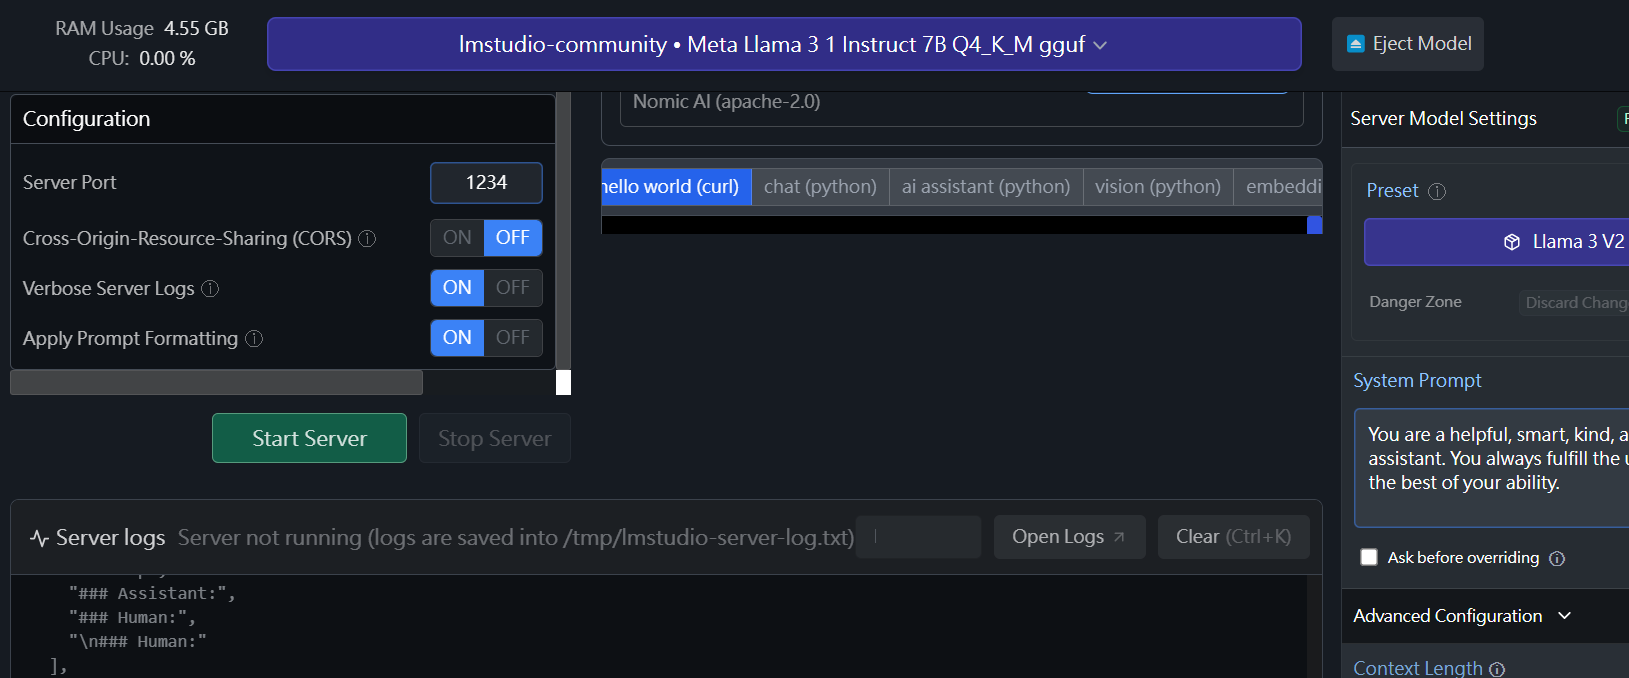 RAM Usage 4.55 GB
CPU: 0.00 %
lmstudio-community • Meta Llama 3 1 Instruct 7B Q4_K_M gguf
Eject Model
Configuration
Server Port 1234
Cross-Origin-Resource-Sharing (CORS) ON OFF
Verbose Server Logs ON OFF
Apply Prompt Formatting ON OFF
Start Server Stop Server
Nomic AI (apache-2.0)
hello world (curl) chat (python) ai assistant (python) vision (python) embeddi
Server logs Server not running (logs are saved into /tmp/lmstudio-server-log.txt) Open Logs Clear (Ctrl+K)
"### Assistant:",
"### Human:",
"\n### Human:"
],
Server Model Settings
Preset
Llama 3 V2
Danger Zone Discard Chang
System Prompt
You are a helpful, smart, kind, a
assistant. You always fulfill the u
the best of your ability.
Ask before overriding
Advanced Configuration
Context Length